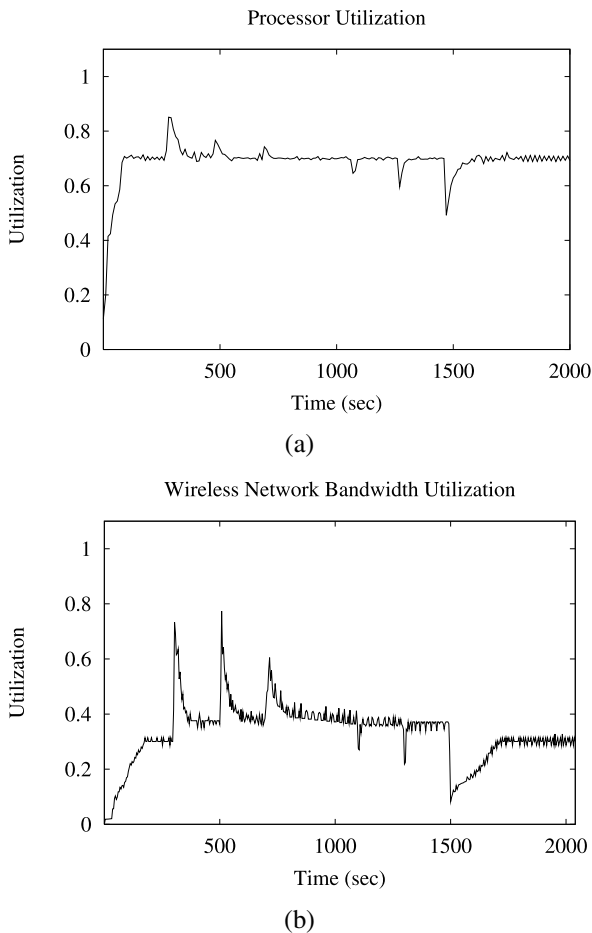 Processor Utilization
1
0.8
0.6
0.4
0.2
0
Utilization
500 1000 1500 2000
Time (sec)
(a)
Wireless Network Bandwidth Utilization
1
0.8
0.6
0.4
0.2
0
Utilization
500 1000 1500 2000
Time (sec)
(b)